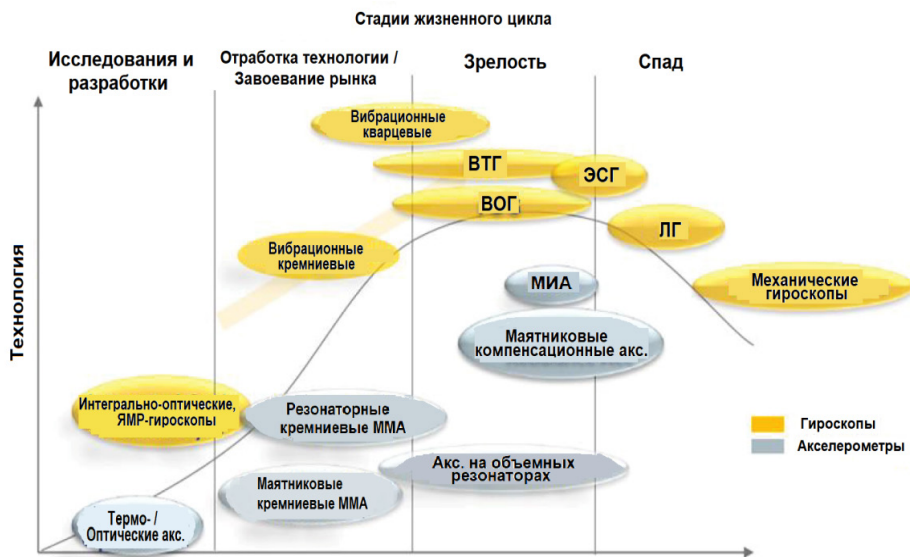 Стадии жизненного цикла
Исследования и
разработки
Отработка технологии /
Завоевание рынка
Зрелость
Спад
Технология
Вибрационные
кварцевые
ВТГ
ЭСГ
ВОГ
ЛГ
Вибрационные
кремниевые
Механические
гироскопы
МИА
Маятниковые
компенсационные акс.
Интегрально-оптические,
ЯМР-гироскопы
Резонаторные
кремниевые ММА
Гироскопы
Акселерометры
Акс. на объемных
резонаторах
Маятниковые
кремниевые ММА
Термо- /
Оптические акс.